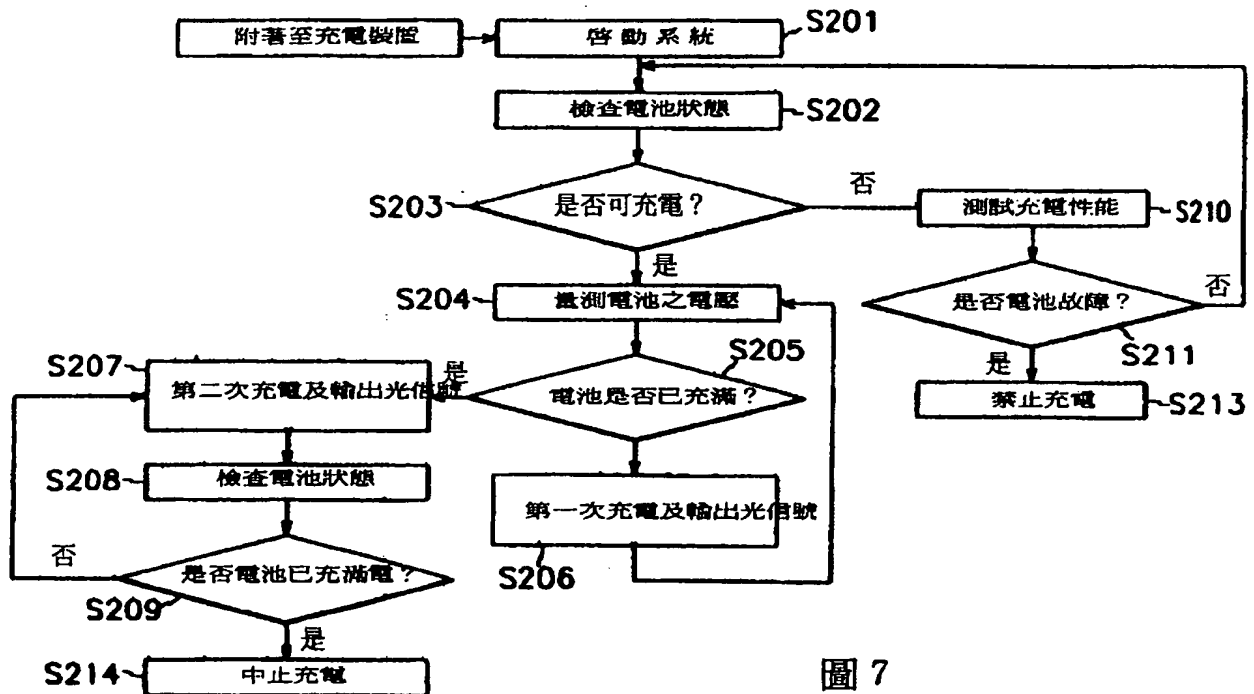 附著至充電裝置
啓動系統
S201
檢查電池狀態
S202
是否可充電？
S203
否
測試充電性能
S210
是
量測電池之電壓
S204
是否電池故障？
否
S211
是
禁止充電
S213
電池是否已充滿？
S205
是
第二次充電及輸出光信號
S207
第一次充電及輸出光信號
S206
檢查電池狀態
S208
是否電池已充滿電？
否
S209
是
中止充電
S214
圖7